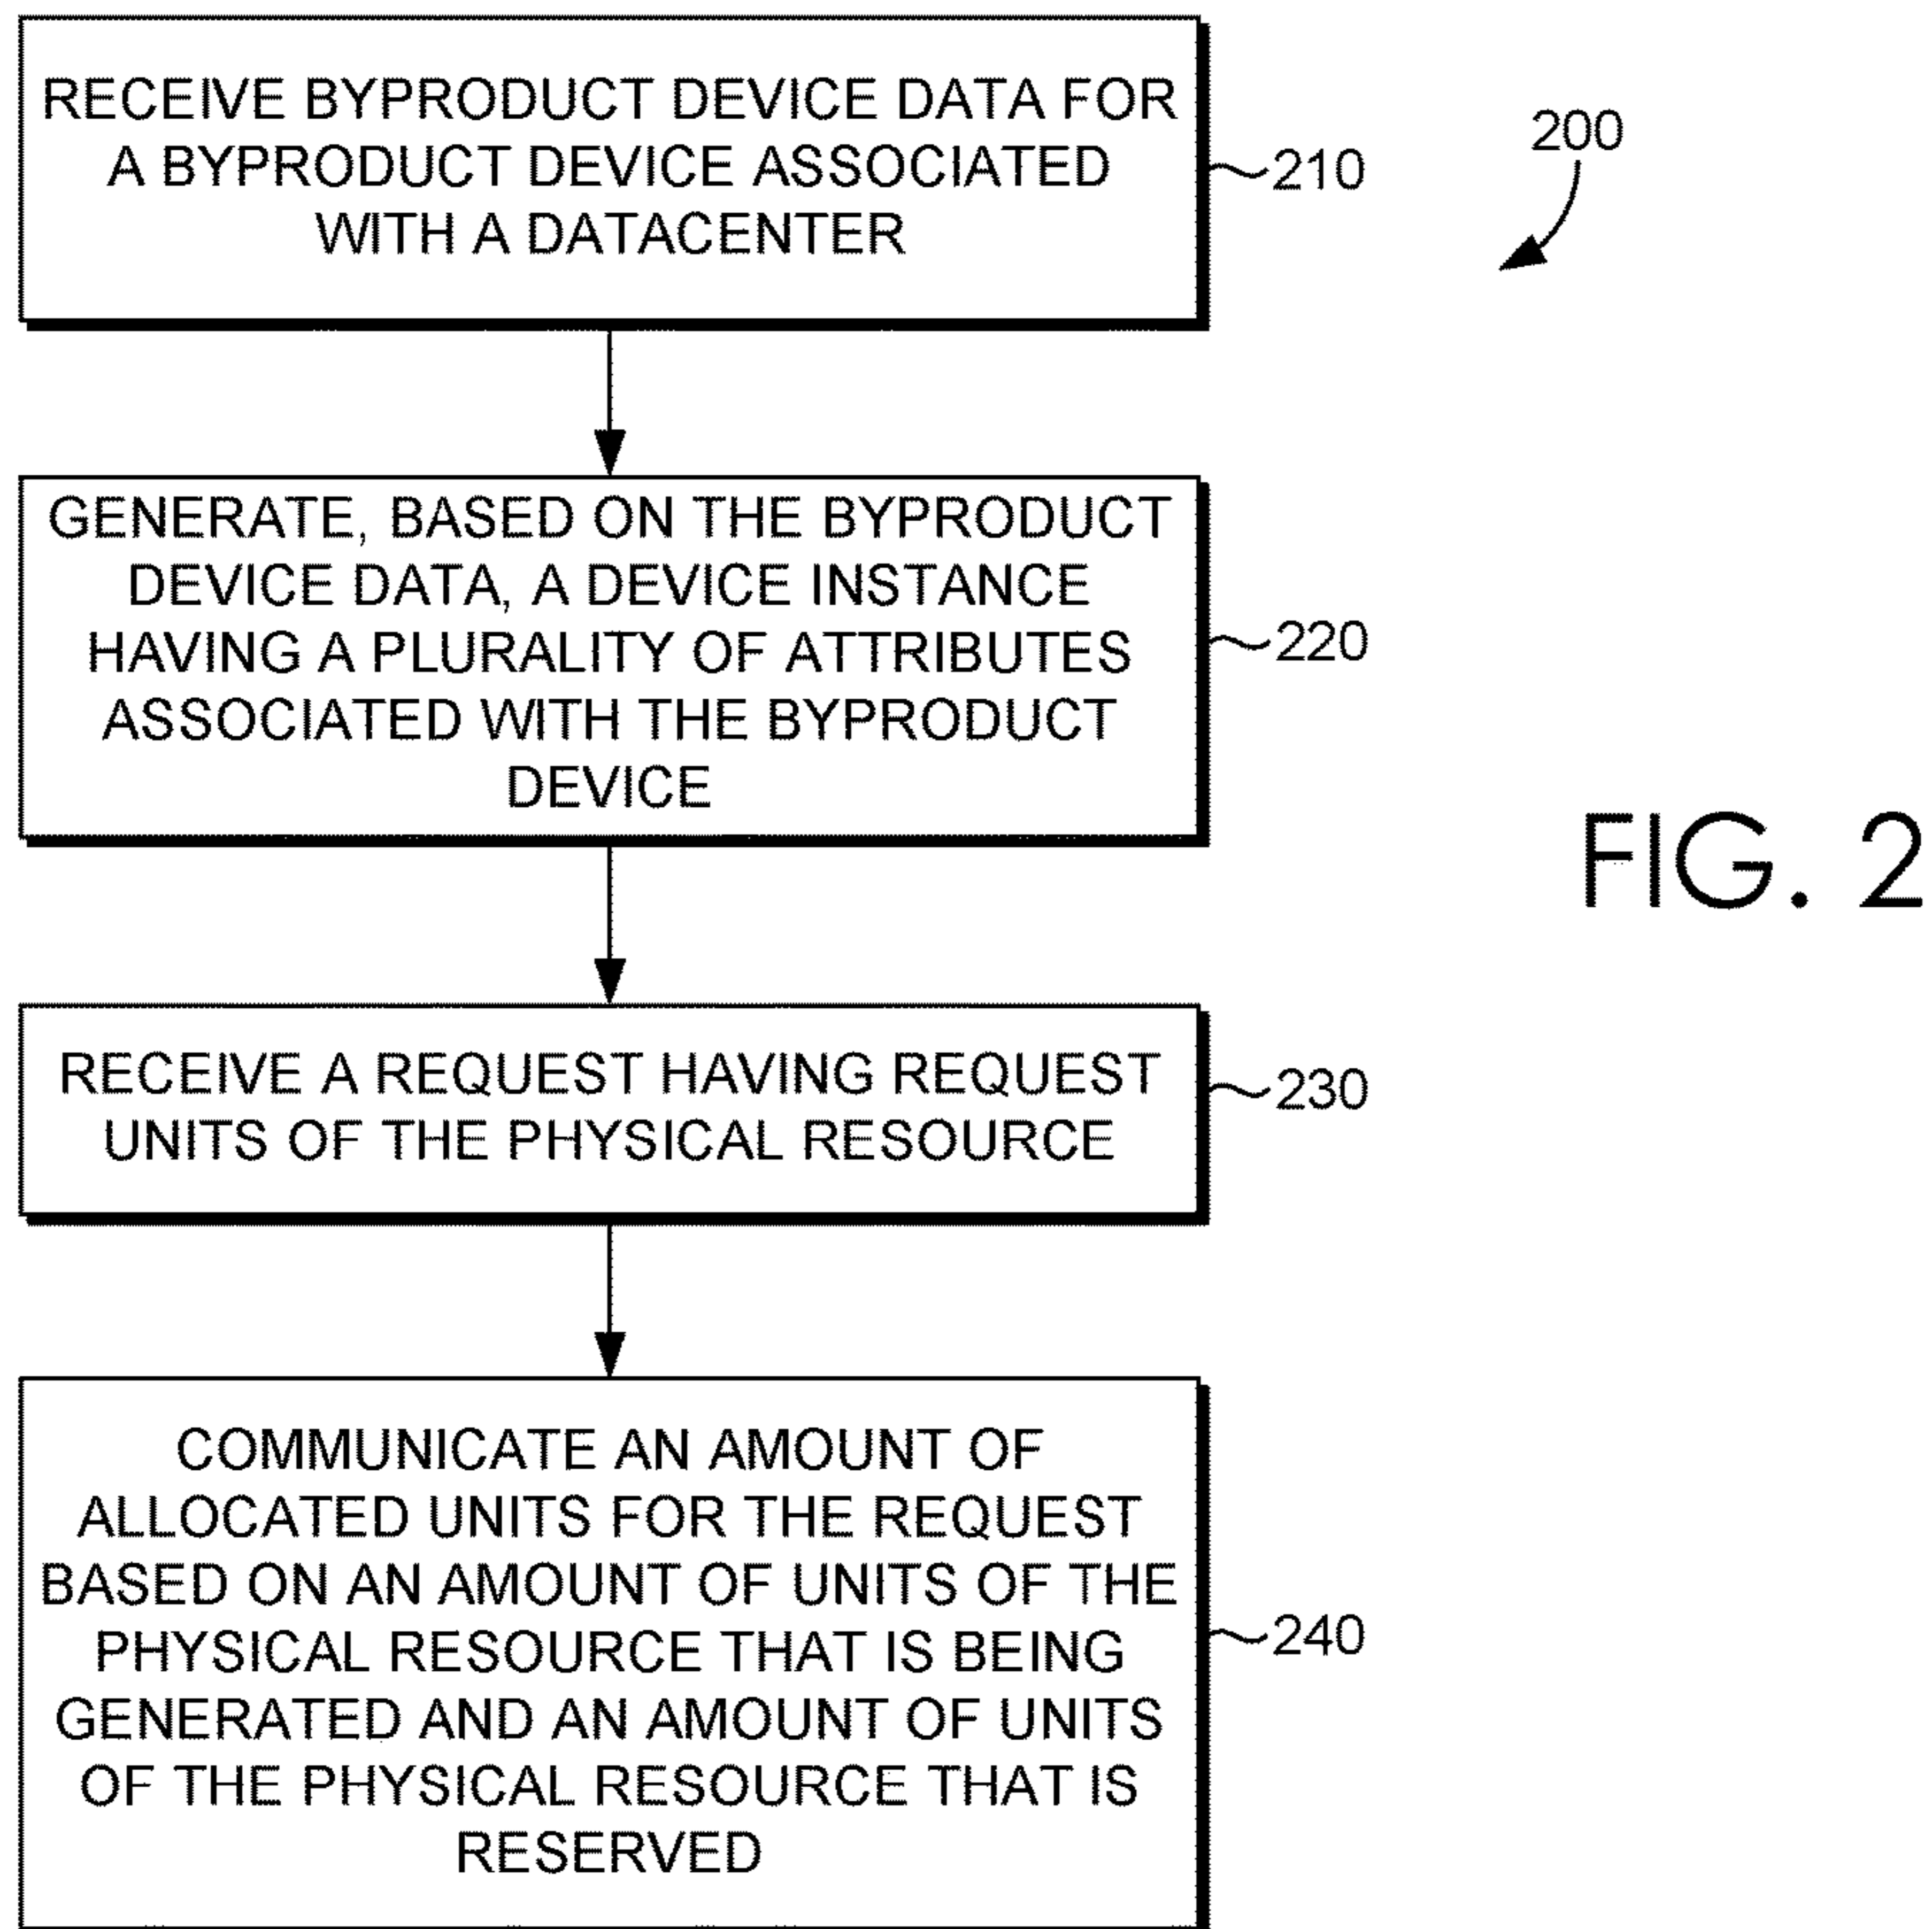 RECEIVE BYPRODUCT DEVICE DATA FOR
A BYPRODUCT DEVICE ASSOCIATED
WITH A DATACENTER
210
200
GENERATE, BASED ON THE BYPRODUCT
DEVICE DATA, A DEVICE INSTANCE
HAVING A PLURALITY OF ATTRIBUTES
ASSOCIATED WITH THE BYPRODUCT
DEVICE
220
FIG. 2
RECEIVE A REQUEST HAVING REQUEST
UNITS OF THE PHYSICAL RESOURCE
230
COMMUNICATE AN AMOUNT OF
ALLOCATED UNITS FOR THE REQUEST
BASED ON AN AMOUNT OF UNITS OF THE
PHYSICAL RESOURCE THAT IS BEING
GENERATED AND AN AMOUNT OF UNITS
OF THE PHYSICAL RESOURCE THAT IS
RESERVED
240